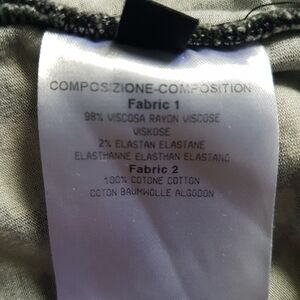 COMPOSIZIONE-COMPOSITION
Fabric 1
98% VISCOSA RAYON VISCOSE
VISKOSE
2% ELASTAN ELASTANE
ELASTHANNE ELASTHAN ELASTANO
Fabric 2
100% COTONE COTTON
COTON BAUMWOLLE ALGODON